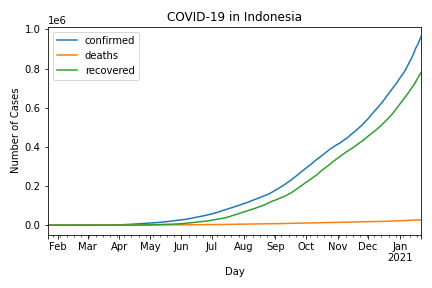 COVID-19 in Indonesia
1e6
confirmed
deaths
recovered
1.0
0.8
0.6
0.4
0.2
0.0
Number of Cases
Feb Mar Apr May Jun Jul Aug Sep Oct Nov Dec Jan
2021
Day